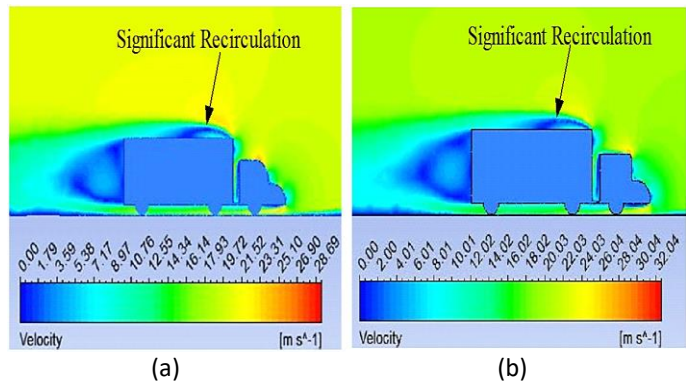 Significant Recirculation
0.00 1.79 3.59 5.38 7.17 8.97 10.76 12.55 14.34 16.14 17.93 19.72 21.52 23.31 25.10 26.90 28.69
Velocity [m s^-1]
(a)
Significant Recirculation
0.00 2.00 4.01 6.01 8.01 10.01 12.02 14.02 16.02 18.02 20.03 22.03 24.03 26.04 28.04 30.04 32.04
Velocity [m s^-1]
(b)